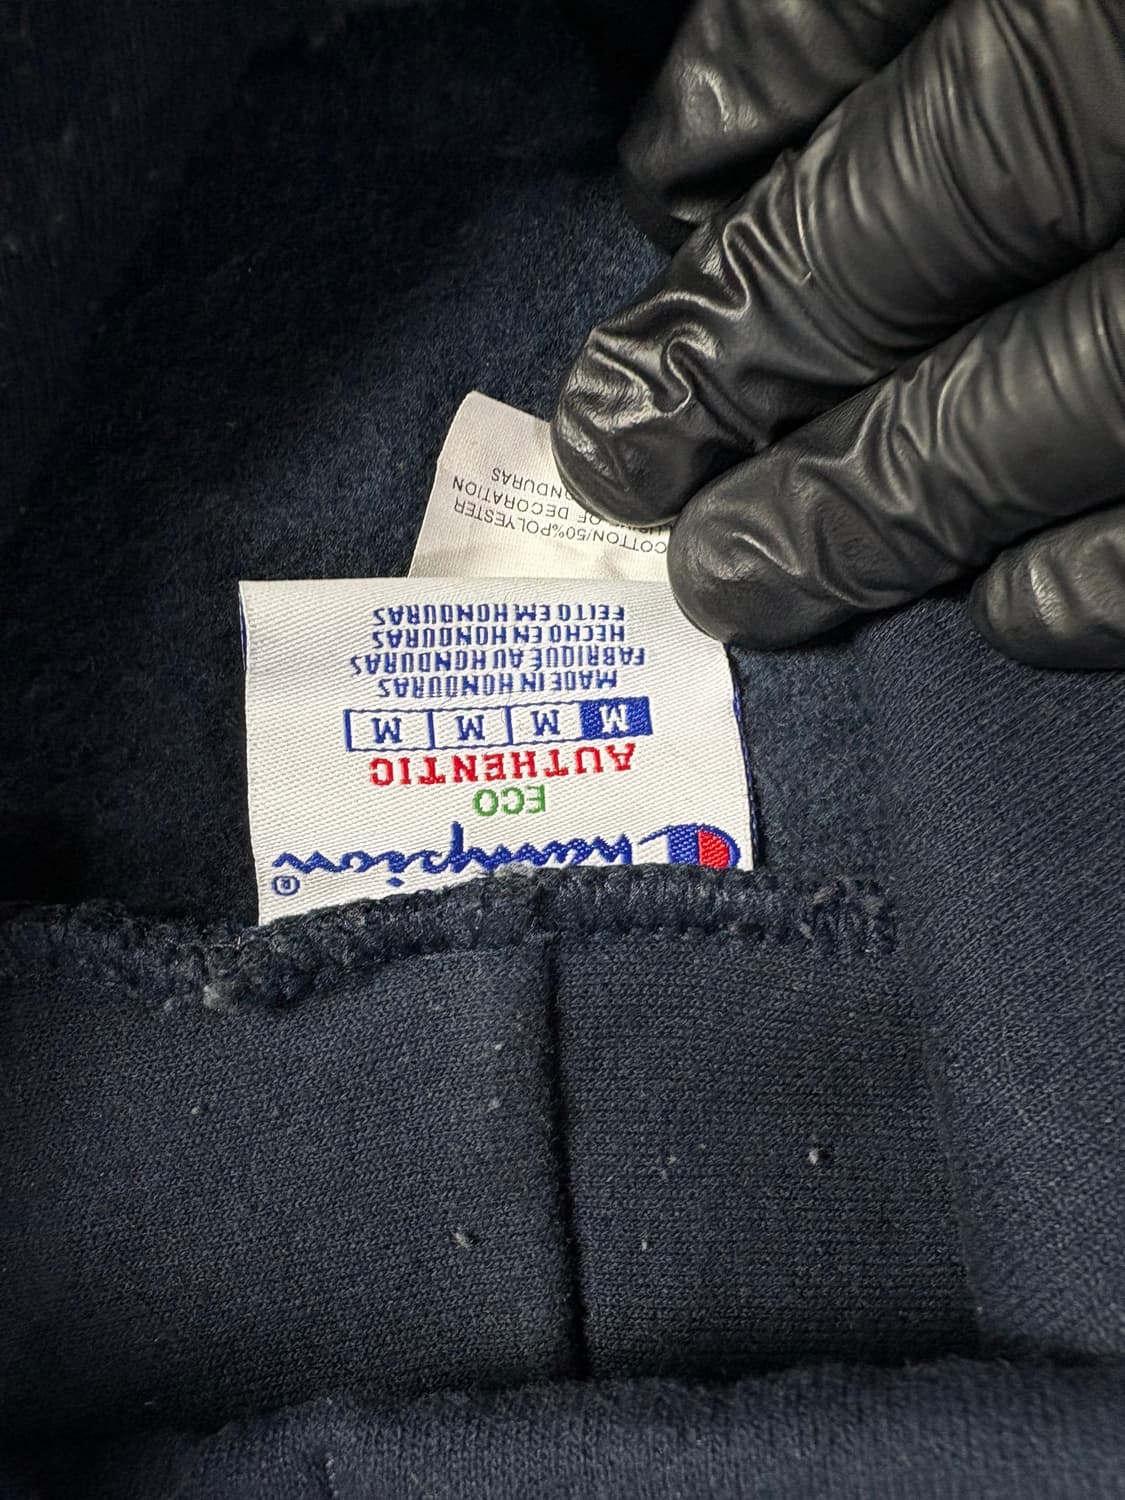 Champion®
ECO
AUTHENTIC
M M M M
MADE IN HONDURAS
FABRIQUÉ AU HONDURAS
HECHO EN HONDURAS
FEITO EM HONDURAS
COTTON/50%POLYESTER
OF DECORATION